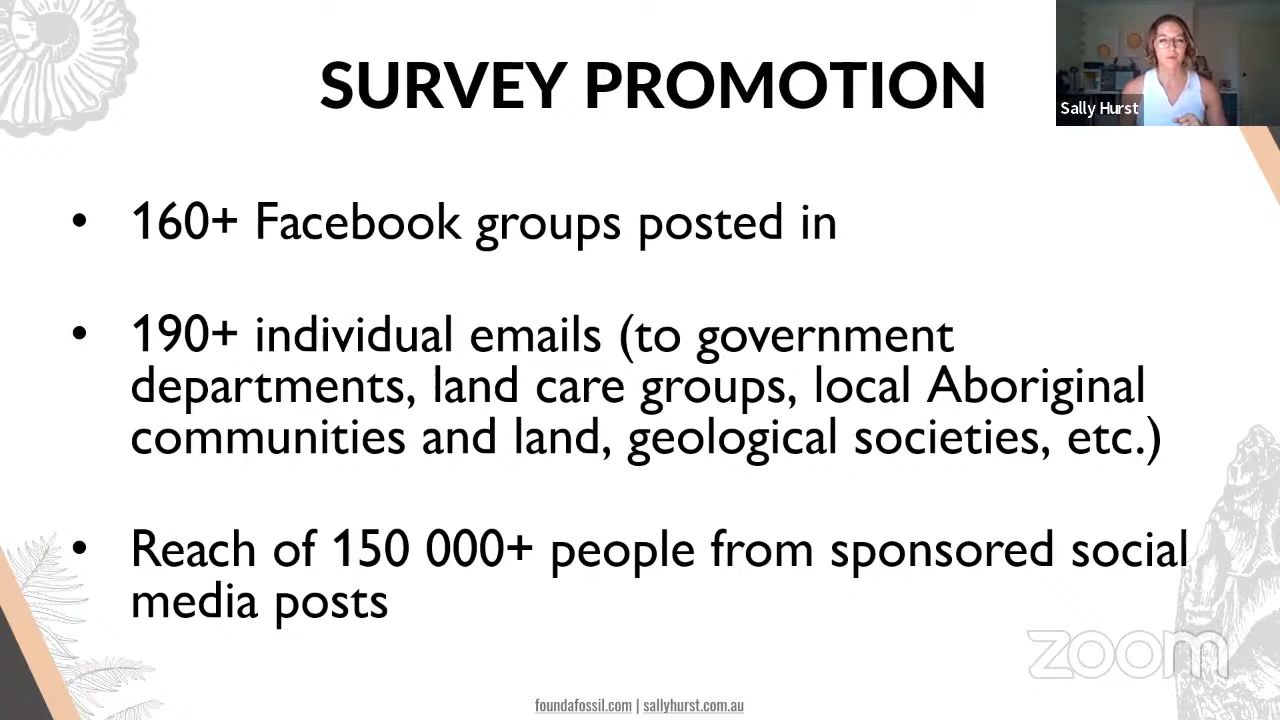 SURVEY PROMOTION
Sally Hurst
• 160+ Facebook groups posted in
• 190+ individual emails (to government
departments, land care groups, local Aboriginal
communities and land, geological societies, etc.)
• Reach of 150 000+ people from sponsored social
media posts
zoom
foundafossil.com | sallyhurst.com.au